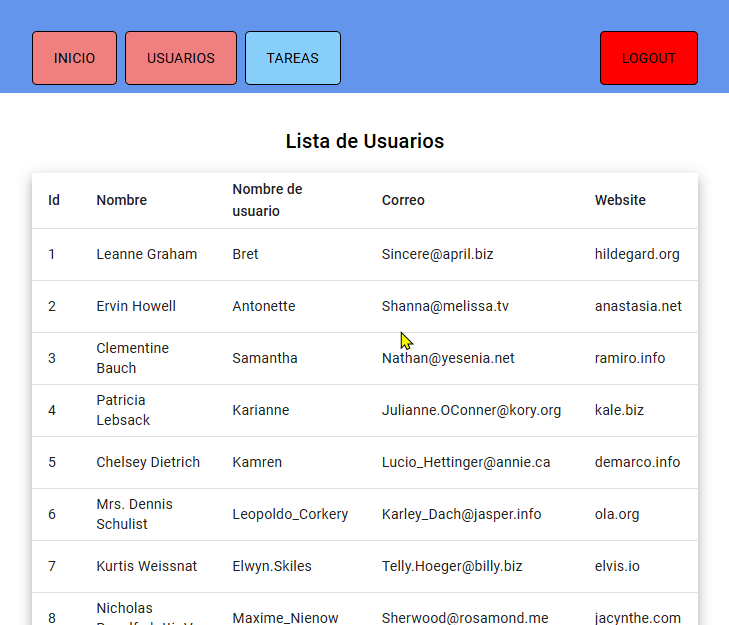 INICIO USUARIOS TAREAS LOGOUT
Lista de Usuarios
Id Nombre Nombre de usuario Correo Website
1 Leanne Graham Bret Sincere@april.biz hildegard.org
2 Ervin Howell Antonette Shanna@melissa.tv anastasia.net
3 Clementine Bauch Samantha Nathan@yesenia.net ramiro.info
4 Patricia Lebsack Karianne Julianne.OConner@kory.org kale.biz
5 Chelsey Dietrich Kamren Lucio_Hettinger@annie.ca demarco.info
6 Mrs. Dennis Schulist Leopoldo_Corkery Karley_Dach@jasper.info ola.org
7 Kurtis Weissnat Elwyn.Skiles Telly.Hoeger@billy.biz elvis.io
8 Nicholas Maxime_Nienow Sherwood@rosamond.me jacynthe.com